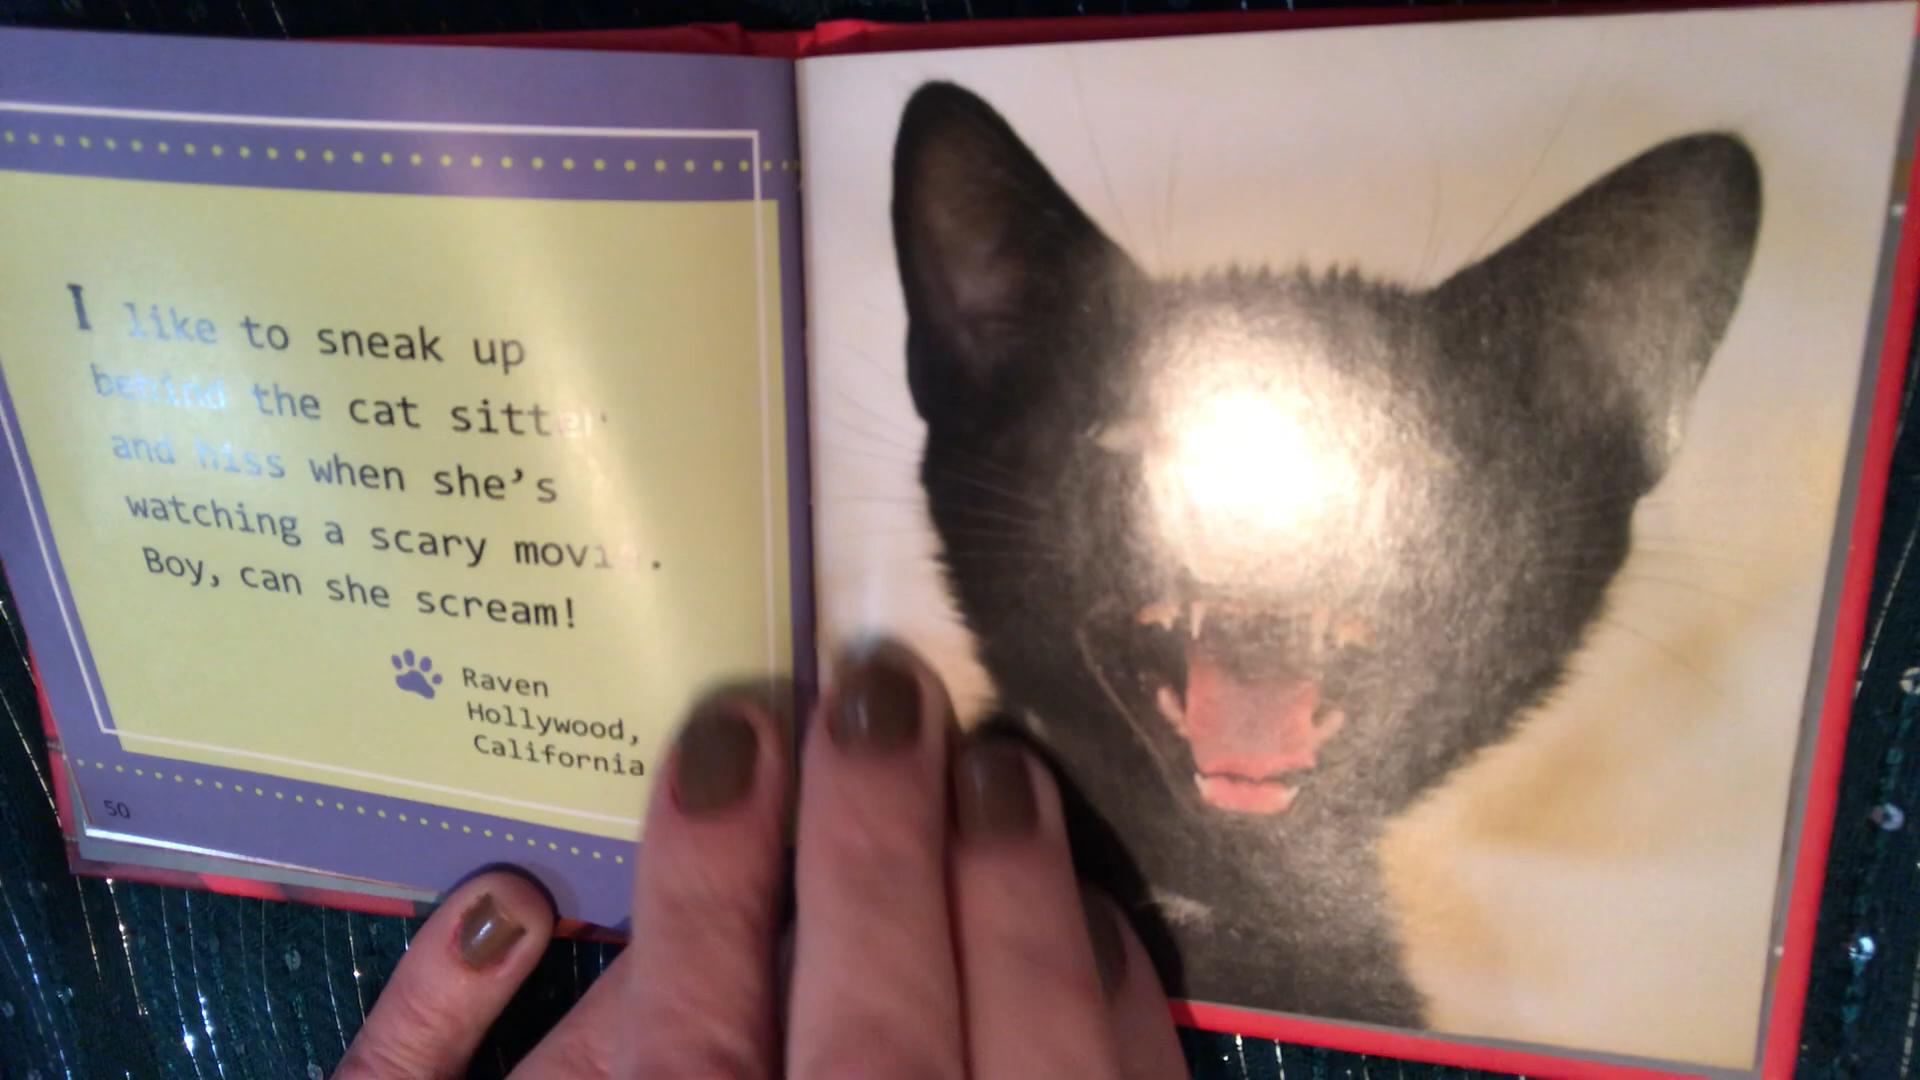 I like to sneak up
behind the cat sitter
and hiss when she's
watching a scary movie.
Boy, can she scream!
Raven
Hollywood,
California
50